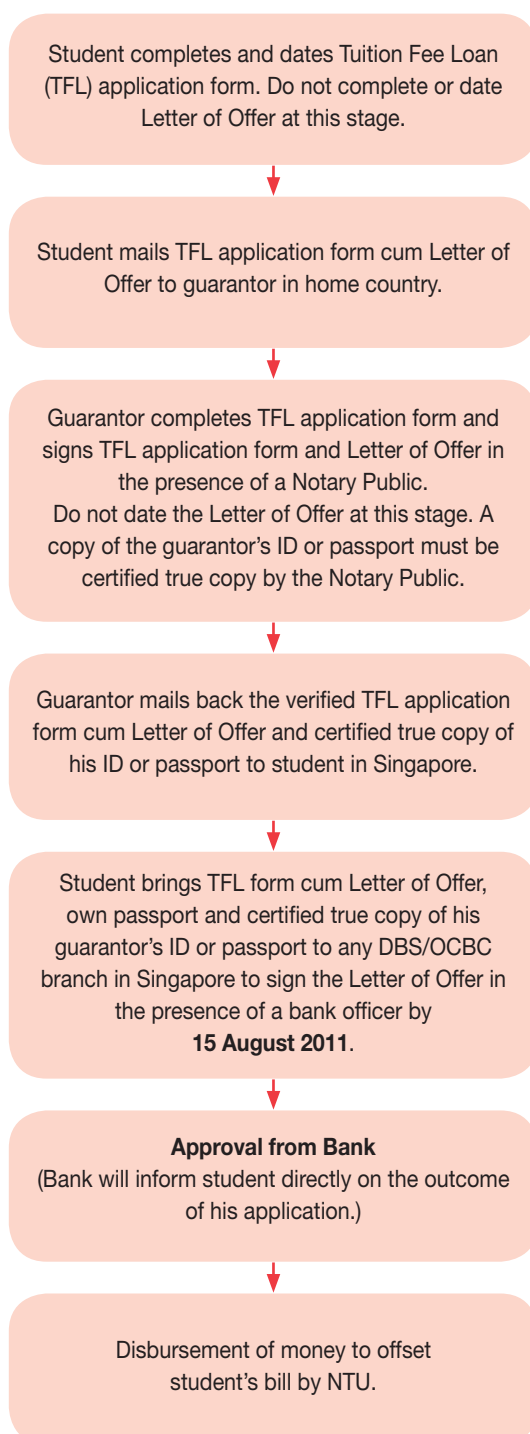 Student completes and dates Tuition Fee Loan
(TFL) application form. Do not complete or date
Letter of Offer at this stage.
Student mails TFL application form cum Letter of
Offer to guarantor in home country.
Guarantor completes TFL application form and
signs TFL application form and Letter of Offer in
the presence of a Notary Public.
Do not date the Letter of Offer at this stage. A
copy of the guarantor’s ID or passport must be
certified true copy by the Notary Public.
Guarantor mails back the verified TFL application
form cum Letter of Offer and certified true copy of
his ID or passport to student in Singapore.
Student brings TFL form cum Letter of Offer,
own passport and certified true copy of his
guarantor’s ID or passport to any DBS/OCBC
branch in Singapore to sign the Letter of Offer in
the presence of a bank officer by
15 August 2011.
Approval from Bank
(Bank will inform student directly on the outcome
of his application.)
Disbursement of money to offset
student’s bill by NTU.